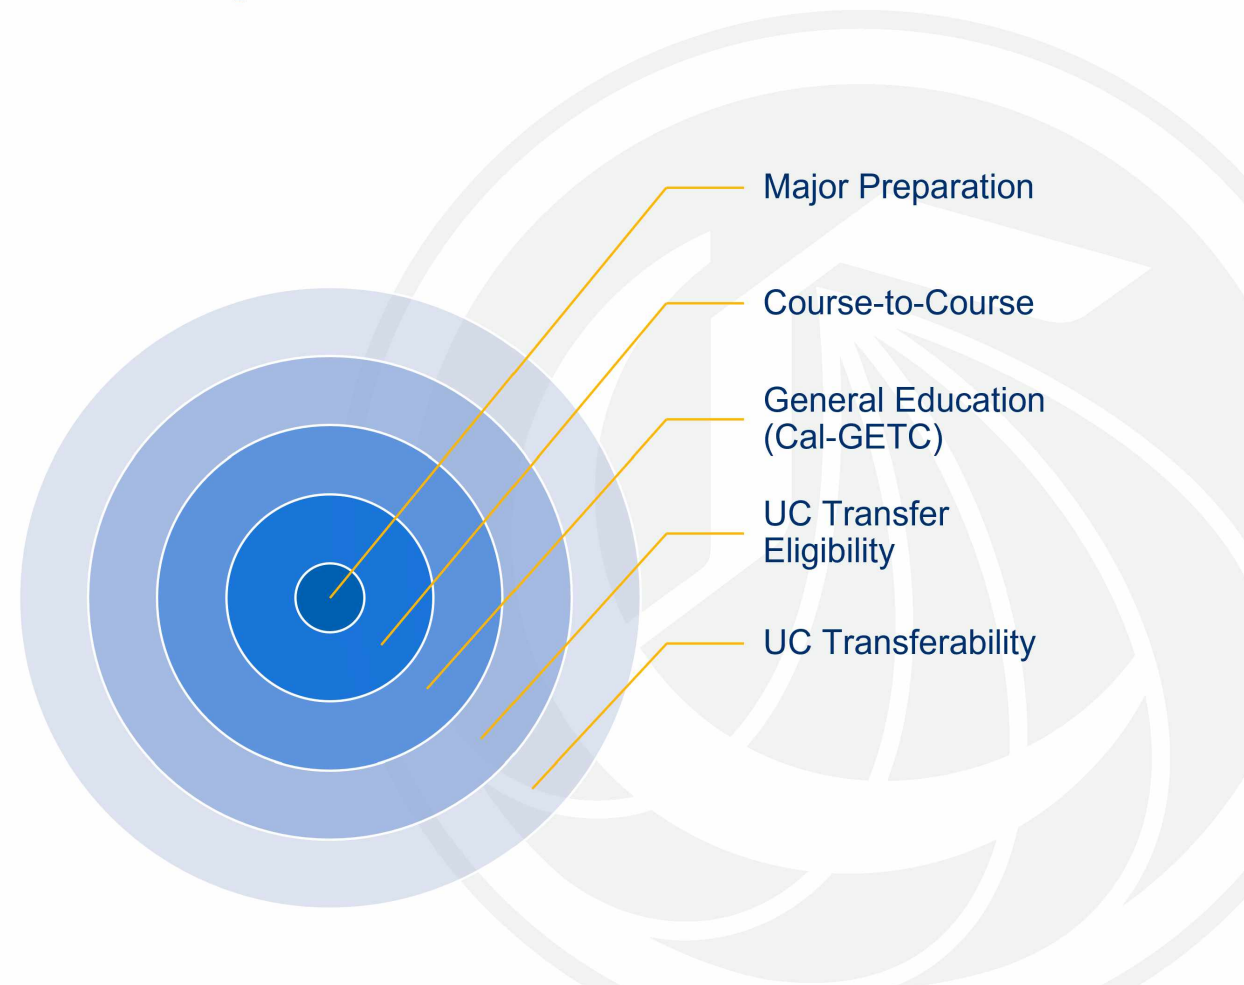 Major Preparation
Course-to-Course
General Education
(Cal-GETC)
UC Transfer
Eligibility
UC Transferability